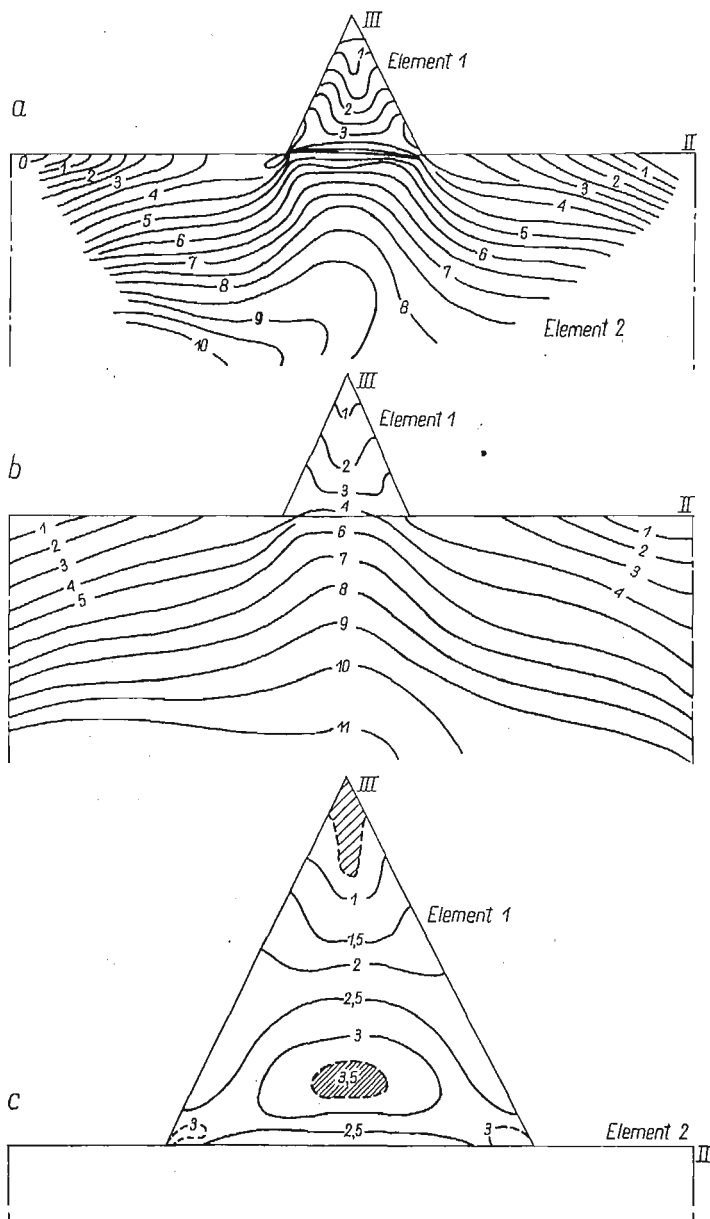 III
1
Element 1
2
3
a
II
0 1 2 3 4 3 2 1
5 4
6 5
7 6
8 7
9 8
10 Element 2
III
1 Element 1
2
3
b
4 II
1 6 1
2 7 2
3 8 3
4 9 4
5 10
11
III
1 Element 1
1,5
2
2,5
3
3,5
c
3 2,5 3 Element 2
II